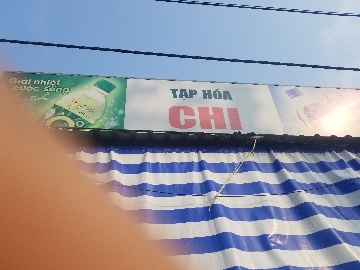 Giải nhiệt
cuộc sống
TẠP HÓA
CHI